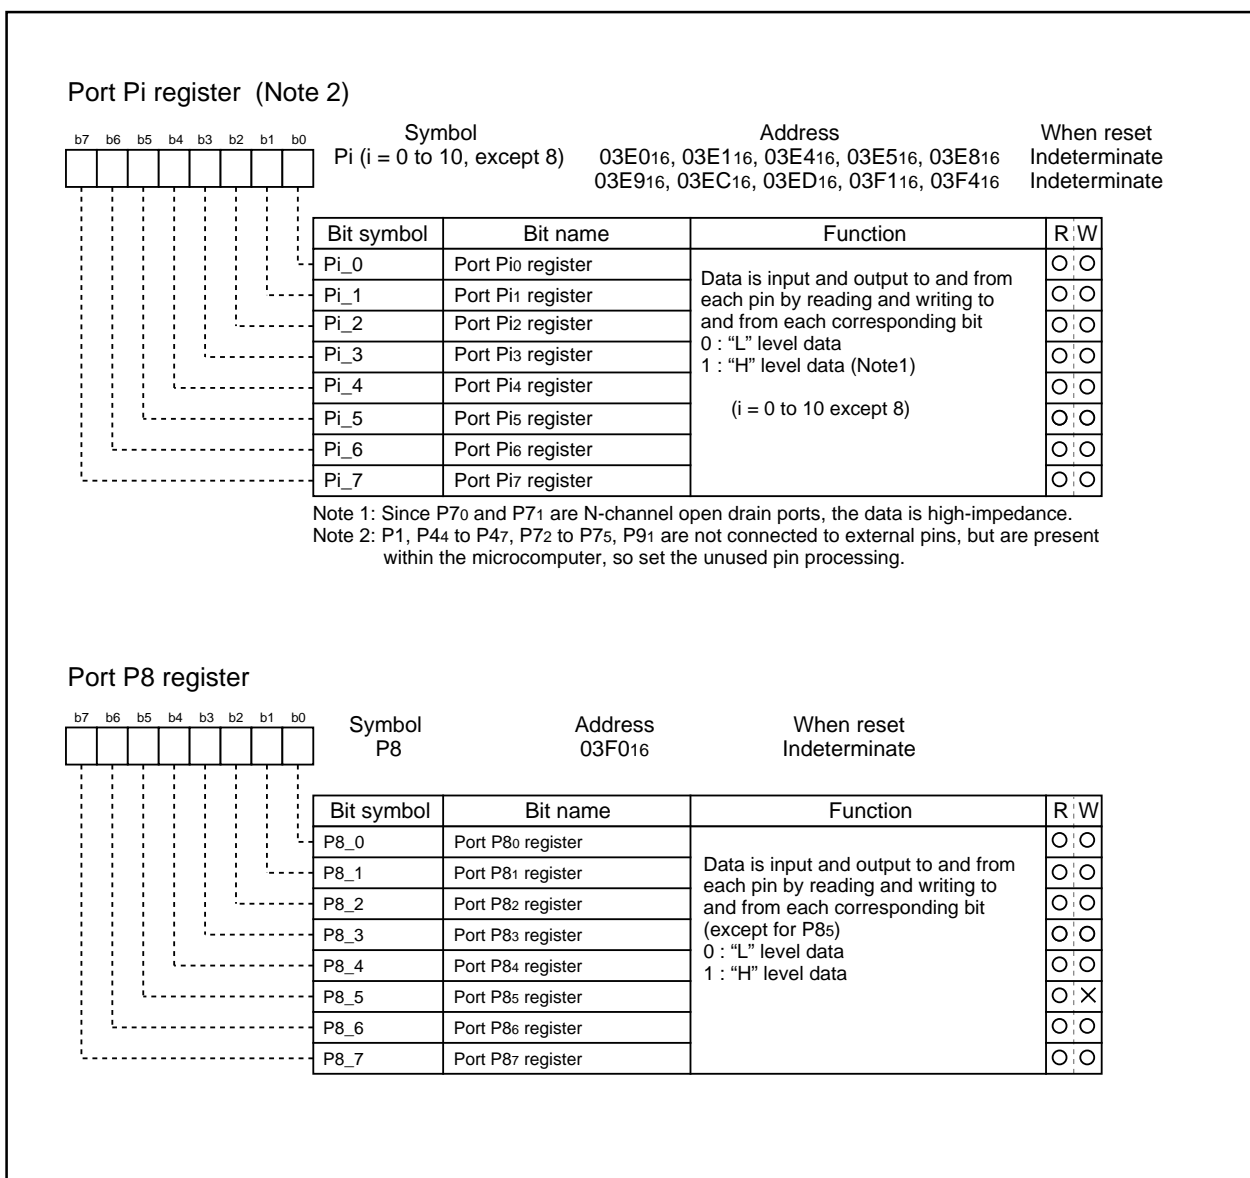 Port Pi register (Note 2)
b7 b6 b5 b4 b3 b2 b1 b0
Symbol Address When reset
Pi (i = 0 to 10, except 8) 03E016, 03E116, 03E416, 03E516, 03E816 Indeterminate
03E916, 03EC16, 03ED16, 03F116, 03F416 Indeterminate
Bit symbol Bit name Function R W
Pi_0 Port Pi0 register
Pi_1 Port Pi1 register
Pi_2 Port Pi2 register
Pi_3 Port Pi3 register
Pi_4 Port Pi4 register
Pi_5 Port Pi5 register
Pi_6 Port Pi6 register
Pi_7 Port Pi7 register
Data is input and output to and from
each pin by reading and writing to
and from each corresponding bit
0 : “L” level data
1 : “H” level data (Note1)
(i = 0 to 10 except 8)
Note 1: Since P70 and P71 are N-channel open drain ports, the data is high-impedance.
Note 2: P1, P44 to P47, P72 to P75, P91 are not connected to external pins, but are present
within the microcomputer, so set the unused pin processing.
Port P8 register
b7 b6 b5 b4 b3 b2 b1 b0
Symbol Address When reset
P8 03F016 Indeterminate
Bit symbol Bit name Function R W
P8_0 Port P80 register
P8_1 Port P81 register
P8_2 Port P82 register
P8_3 Port P83 register
P8_4 Port P84 register
P8_5 Port P85 register
P8_6 Port P86 register
P8_7 Port P87 register
Data is input and output to and from
each pin by reading and writing to
and from each corresponding bit
(except for P85)
0 : “L” level data
1 : “H” level data